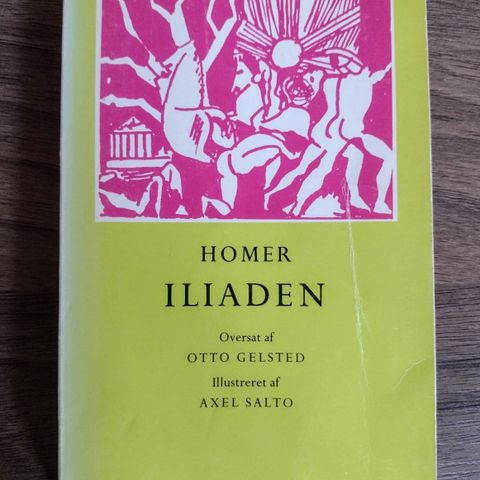 HOMER
ILIADEN
Oversat af
OTTO GELSTED
Illustreret af
AXEL SALTO